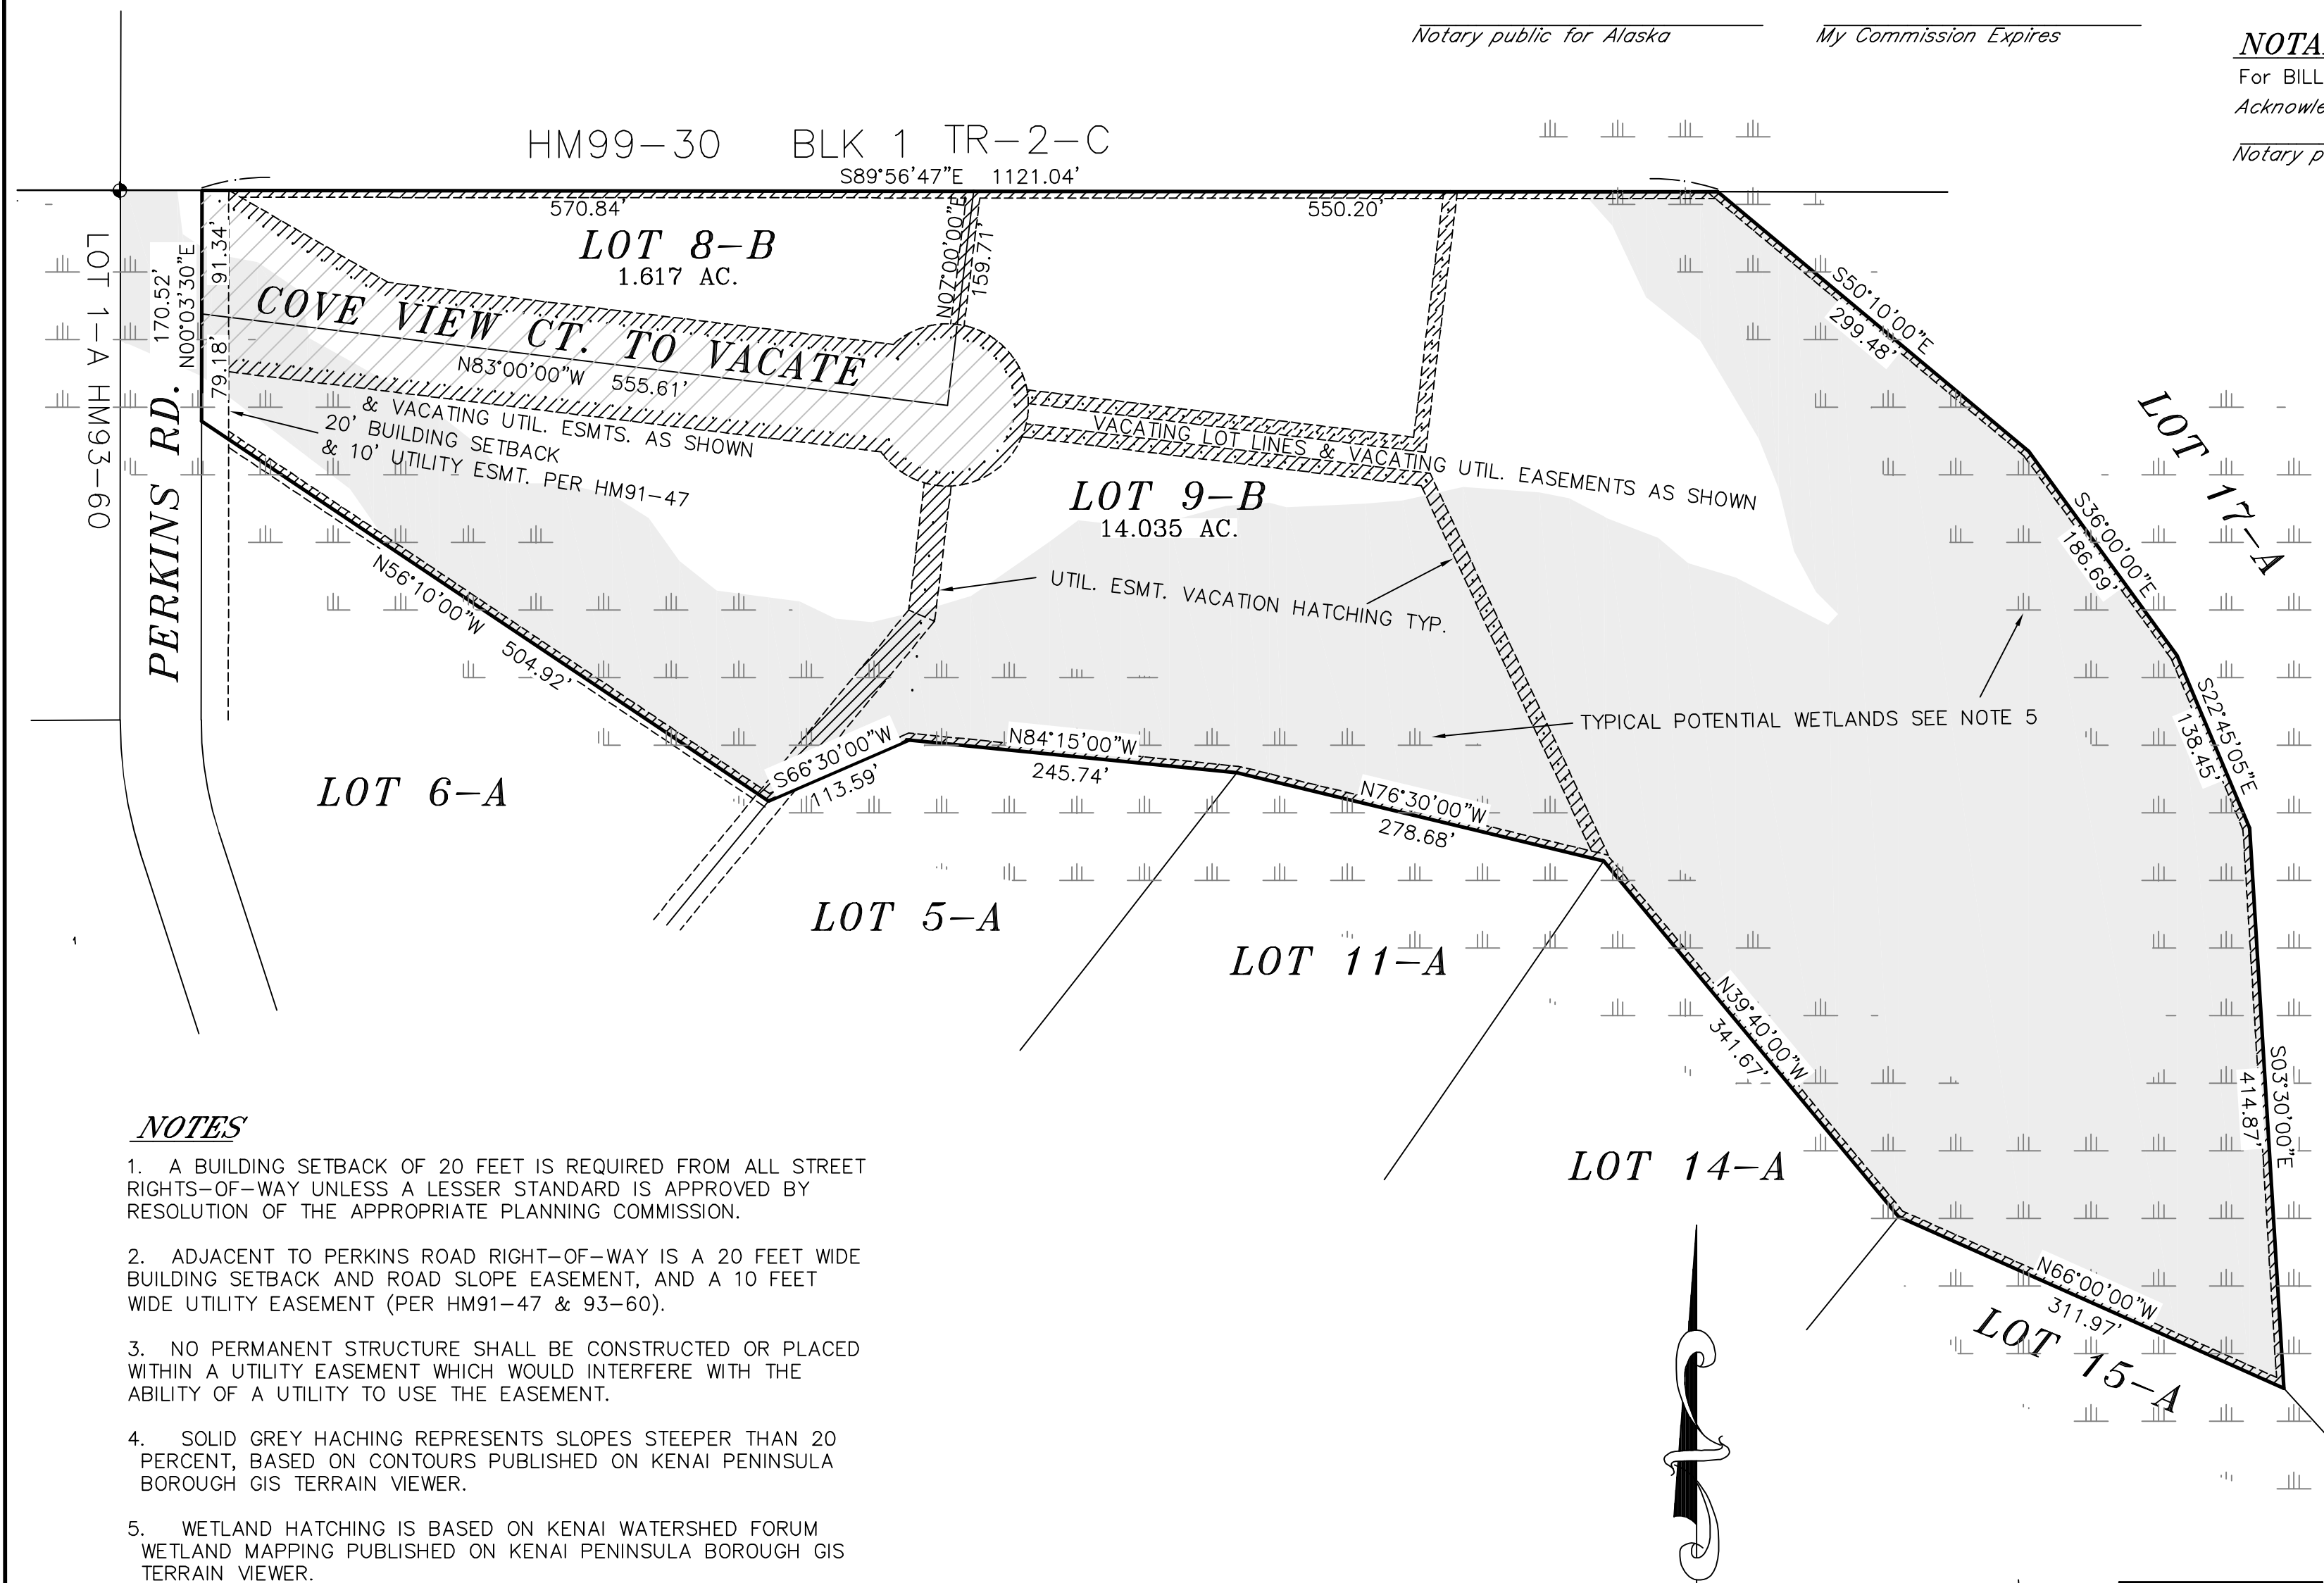 Notary public for Alaska
My Commission Expires
For BILL
HM99-30 BLK 1 TR-2-C
S89°56'47"E 1121.04'
570.84'
550.20'
LOT 8-B
1.617 AC.
N07°00'00"E
159.71'
LOT 1-A HM93-60
170.52'
N00°03'30"E
91.34'
79.18'
COVE VIEW CT. TO VACATE
N83°00'00"W 555.61'
& VACATING UTIL. ESMTS. AS SHOWN
20' BUILDING SETBACK
& 10' UTILITY ESMT. PER HM91-47
PERKINS RD.
VACATING LOT LINES & VACATING UTIL. EASEMENTS AS SHOWN
LOT 9-B
14.035 AC.
UTIL. ESMT. VACATION HATCHING TYP.
TYPICAL POTENTIAL WETLANDS SEE NOTE 5
S50°10'00"E
299.48'
LOT 17-A
S36°00'00"E
186.69'
S22°45'05"E
138.45'
S03°30'00"E
414.87'
N56°10'00"W
504.92'
S66°30'00"W
113.59'
N84°15'00"W
245.74'
N76°30'00"W
278.68'
N39°40'00"W
341.67'
N66°00'00"W
311.97'
LOT 6-A
LOT 5-A
LOT 11-A
LOT 14-A
LOT 15-A
NOTES
1. A BUILDING SETBACK OF 20 FEET IS REQUIRED FROM ALL STREET
RIGHTS-OF-WAY UNLESS A LESSER STANDARD IS APPROVED BY
RESOLUTION OF THE APPROPRIATE PLANNING COMMISSION.
2. ADJACENT TO PERKINS ROAD RIGHT-OF-WAY IS A 20 FEET WIDE
BUILDING SETBACK AND ROAD SLOPE EASEMENT, AND A 10 FEET
WIDE UTILITY EASEMENT (PER HM91-47 & 93-60).
3. NO PERMANENT STRUCTURE SHALL BE CONSTRUCTED OR PLACED
WITHIN A UTILITY EASEMENT WHICH WOULD INTERFERE WITH THE
ABILITY OF A UTILITY TO USE THE EASEMENT.
4. SOLID GREY HACHING REPRESENTS SLOPES STEEPER THAN 20
PERCENT, BASED ON CONTOURS PUBLISHED ON KENAI PENINSULA
BOROUGH GIS TERRAIN VIEWER.
5. WETLAND HATCHING IS BASED ON KENAI WATERSHED FORUM
WETLAND MAPPING PUBLISHED ON KENAI PENINSULA BOROUGH GIS
TERRAIN VIEWER.